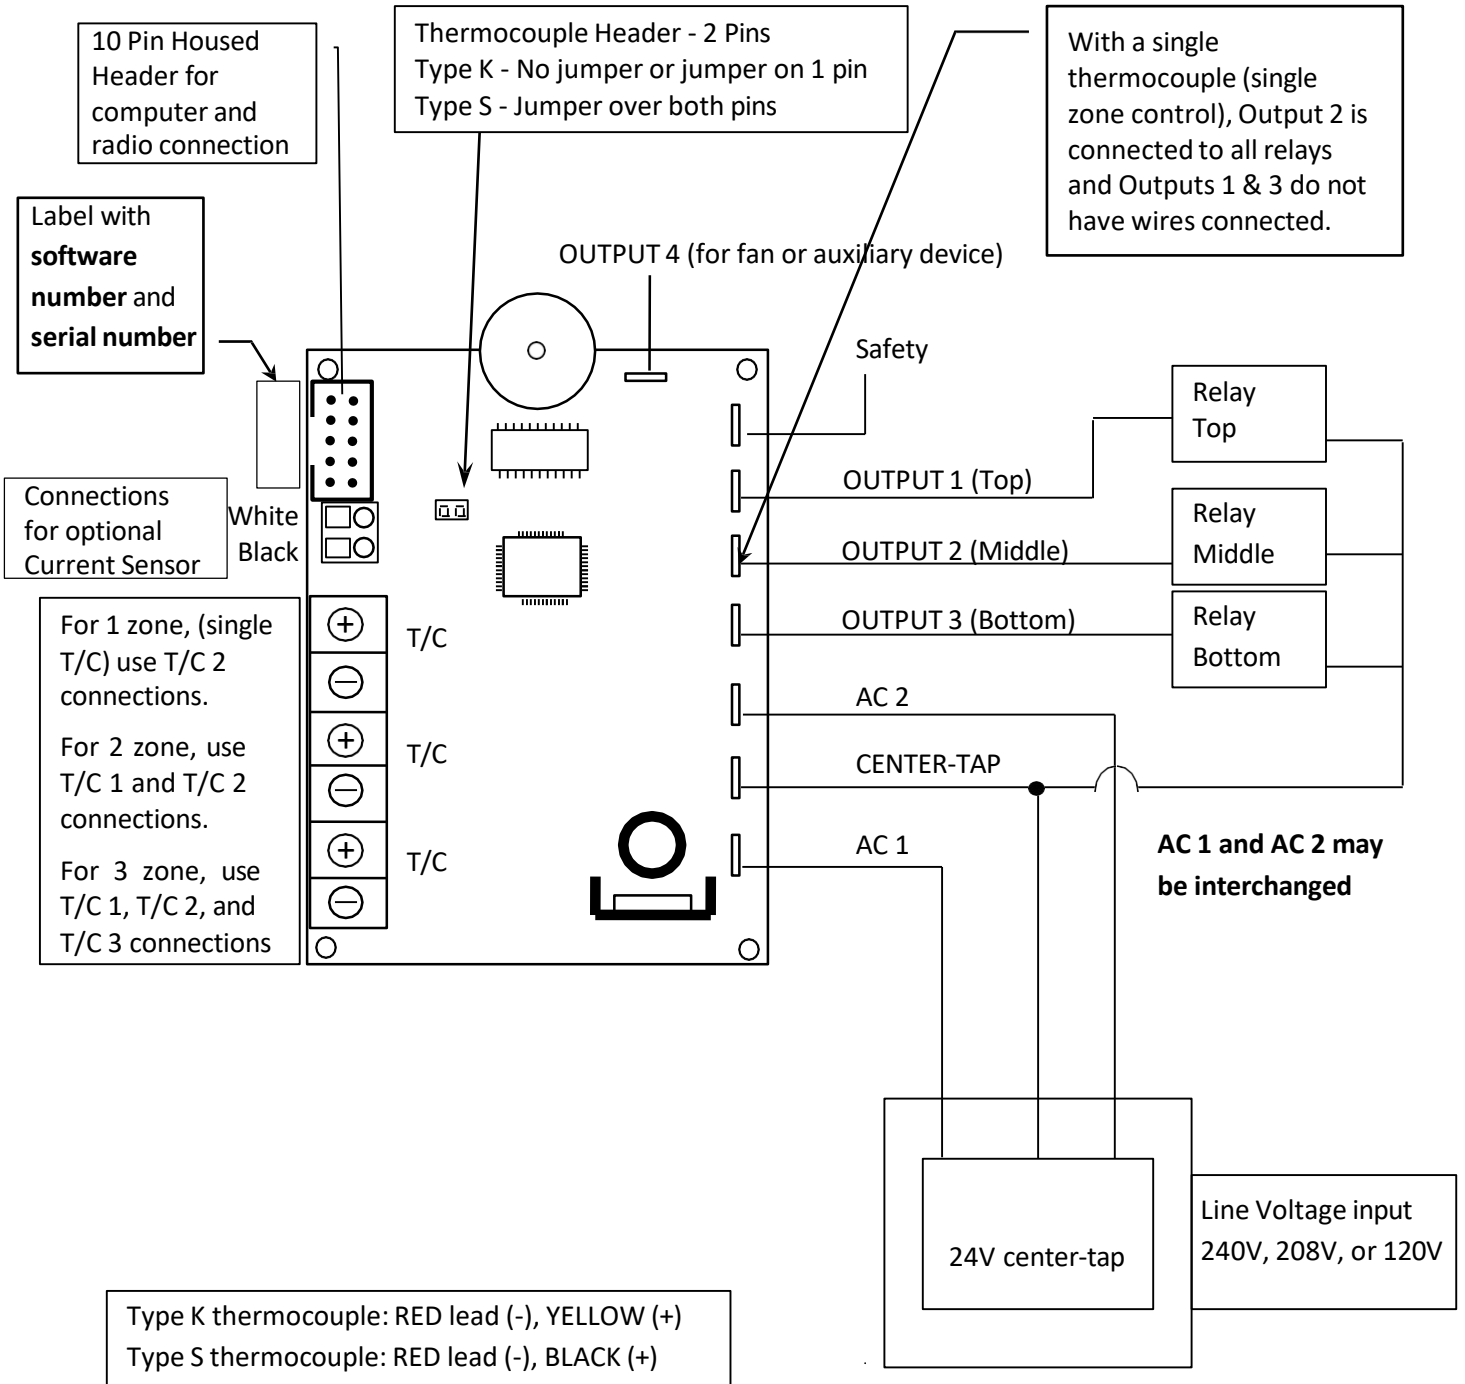 10 Pin Housed
Header for
computer and
radio connection
Thermocouple Header - 2 Pins
Type K - No jumper or jumper on 1 pin
Type S - Jumper over both pins
With a single
thermocouple (single
zone control), Output 2 is
connected to all relays
and Outputs 1 & 3 do not
have wires connected.
Label with
software
number and
serial number
OUTPUT 4 (for fan or auxiliary device)
Safety
Relay
Top
OUTPUT 1 (Top)
Connections
for optional
Current Sensor
White
Black
Relay
Middle
OUTPUT 2 (Middle)
For 1 zone, (single
T/C) use T/C 2
connections.
For 2 zone, use
T/C 1 and T/C 2
connections.
For 3 zone, use
T/C 1, T/C 2, and
T/C 3 connections
+
−
+
−
+
−
T/C
T/C
T/C
OUTPUT 3 (Bottom)
Relay
Bottom
AC 2
CENTER-TAP
AC 1
AC 1 and AC 2 may
be interchanged
24V center-tap
Line Voltage input
240V, 208V, or 120V
Type K thermocouple: RED lead (-), YELLOW (+)
Type S thermocouple: RED lead (-), BLACK (+)